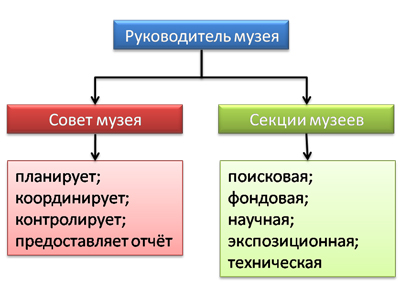 Руководитель музея
Совет музея
Секции музеев
планирует;
координирует;
контролирует;
предоставляет отчёт
поисковая;
фондовая;
научная;
экспозиционная;
техническая